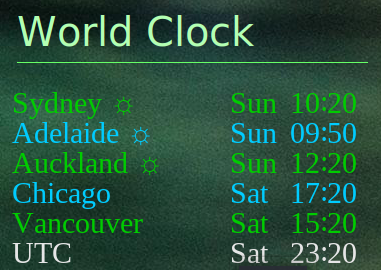 World Clock
Sydney ☼ Sun 10:20
Adelaide ☼ Sun 09:50
Auckland ☼ Sun 12:20
Chicago Sat 17:20
Vancouver Sat 15:20
UTC Sat 23:20